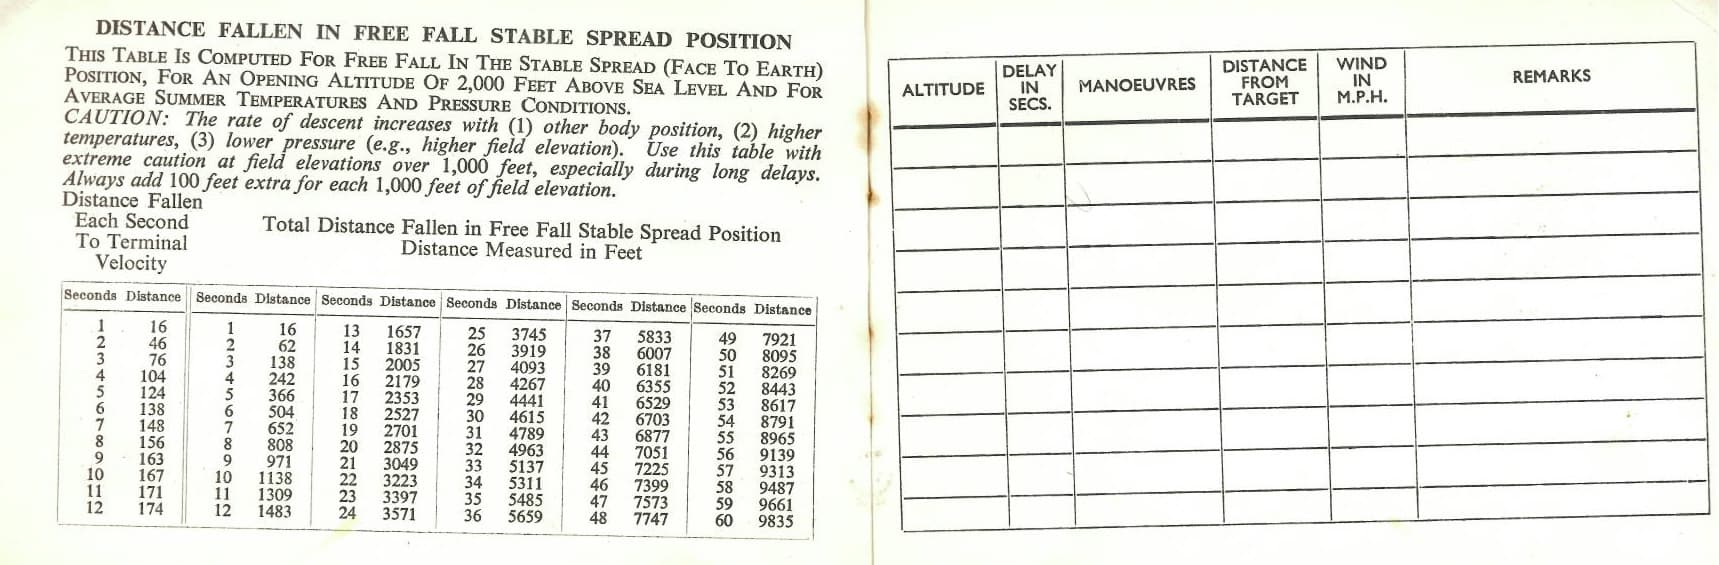 DISTANCE FALLEN IN FREE FALL STABLE SPREAD POSITION
THIS TABLE IS COMPUTED FOR FREE FALL IN THE STABLE SPREAD (FACE TO EARTH)
POSITION, FOR AN OPENING ALTITUDE OF 2,000 FEET ABOVE SEA LEVEL AND FOR
AVERAGE SUMMER TEMPERATURES AND PRESSURE CONDITIONS.
CAUTION: The rate of descent increases with (1) other body position, (2) higher
temperatures, (3) lower pressure (e.g., higher field elevation). Use this table with
extreme caution at field elevations over 1,000 feet, especially during long delays.
Always add 100 feet extra for each 1,000 feet of field elevation.
Distance Fallen
Each Second
To Terminal
Velocity
Total Distance Fallen in Free Fall Stable Spread Position
Distance Measured in Feet
Seconds Distance Seconds Distance Seconds Distance Seconds Distance Seconds Distance Seconds Distance
1 16 1 16 13 1657 25 3745 37 5833 49 7921
2 46 2 62 14 1831 26 3919 38 6007 50 8095
3 76 3 138 15 2005 27 4093 39 6181 51 8269
4 104 4 242 16 2179 28 4267 40 6355 52 8443
5 124 5 366 17 2353 29 4441 41 6529 53 8617
6 138 6 504 18 2527 30 4615 42 6703 54 8791
7 148 7 652 19 2701 31 4789 43 6877 55 8965
8 156 8 808 20 2875 32 4963 44 7051 56 9139
9 163 9 971 21 3049 33 5137 45 7225 57 9313
10 167 10 1138 22 3223 34 5311 46 7399 58 9487
11 171 11 1309 23 3397 35 5485 47 7573 59 9661
12 174 12 1483 24 3571 36 5659 48 7747 60 9835
ALTITUDE
DELAY
IN
SECS.
MANOEUVRES
DISTANCE
FROM
TARGET
WIND
IN
M.P.H.
REMARKS